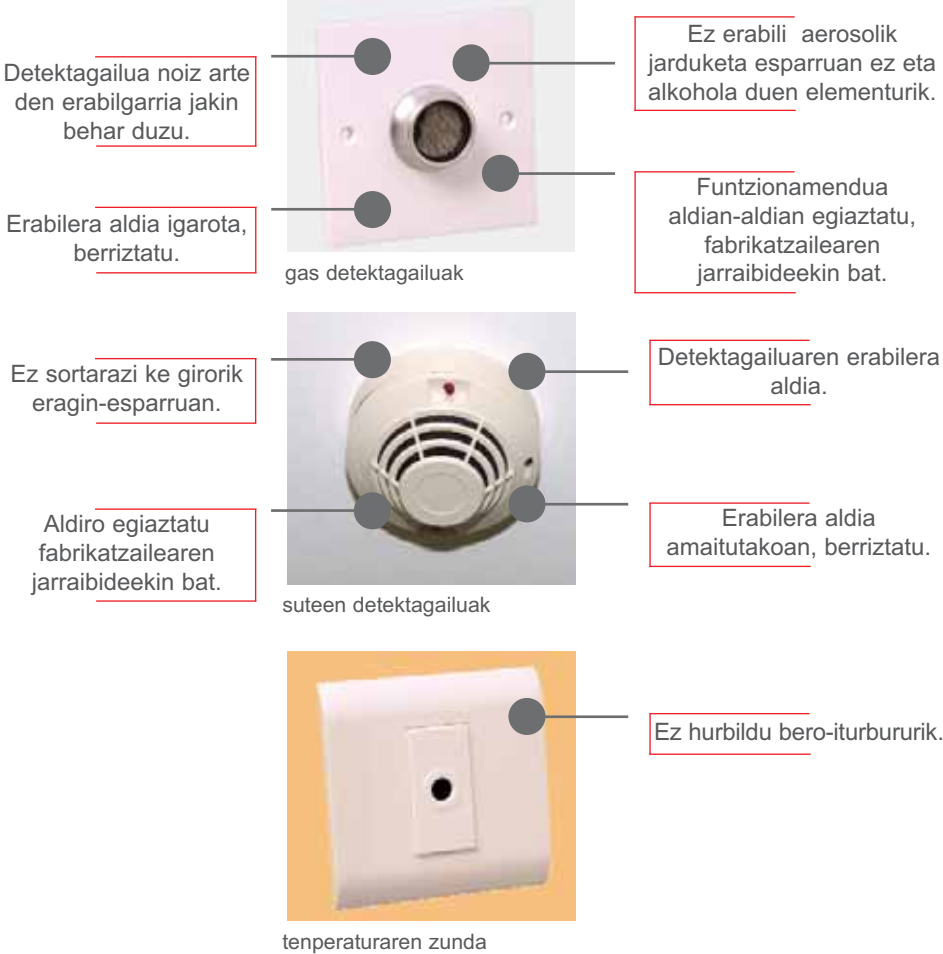 Detektagailua noiz arte
den erabilgarria jakin
behar duzu.
Erabilera aldia igarota,
berriztatu.
Ez erabili aerosolik
jarduketa esparruan ez eta
alkohola duen elementurik.
Funtzionamendua
aldian-aldian egiaztatu,
fabrikatzailearen
jarraibideekin bat.
gas detektagailuak
Ez sortarazi ke girorik
eragin-esparruan.
Aldiro egiaztatu
fabrikatzailearen
jarraibideekin bat.
Detektagailuaren erabilera
aldia.
Erabilera aldia
amaitutakoan, berriztatu.
suteen detektagailuak
Ez hurbildu bero-iturbururik.
tenperaturaren zunda